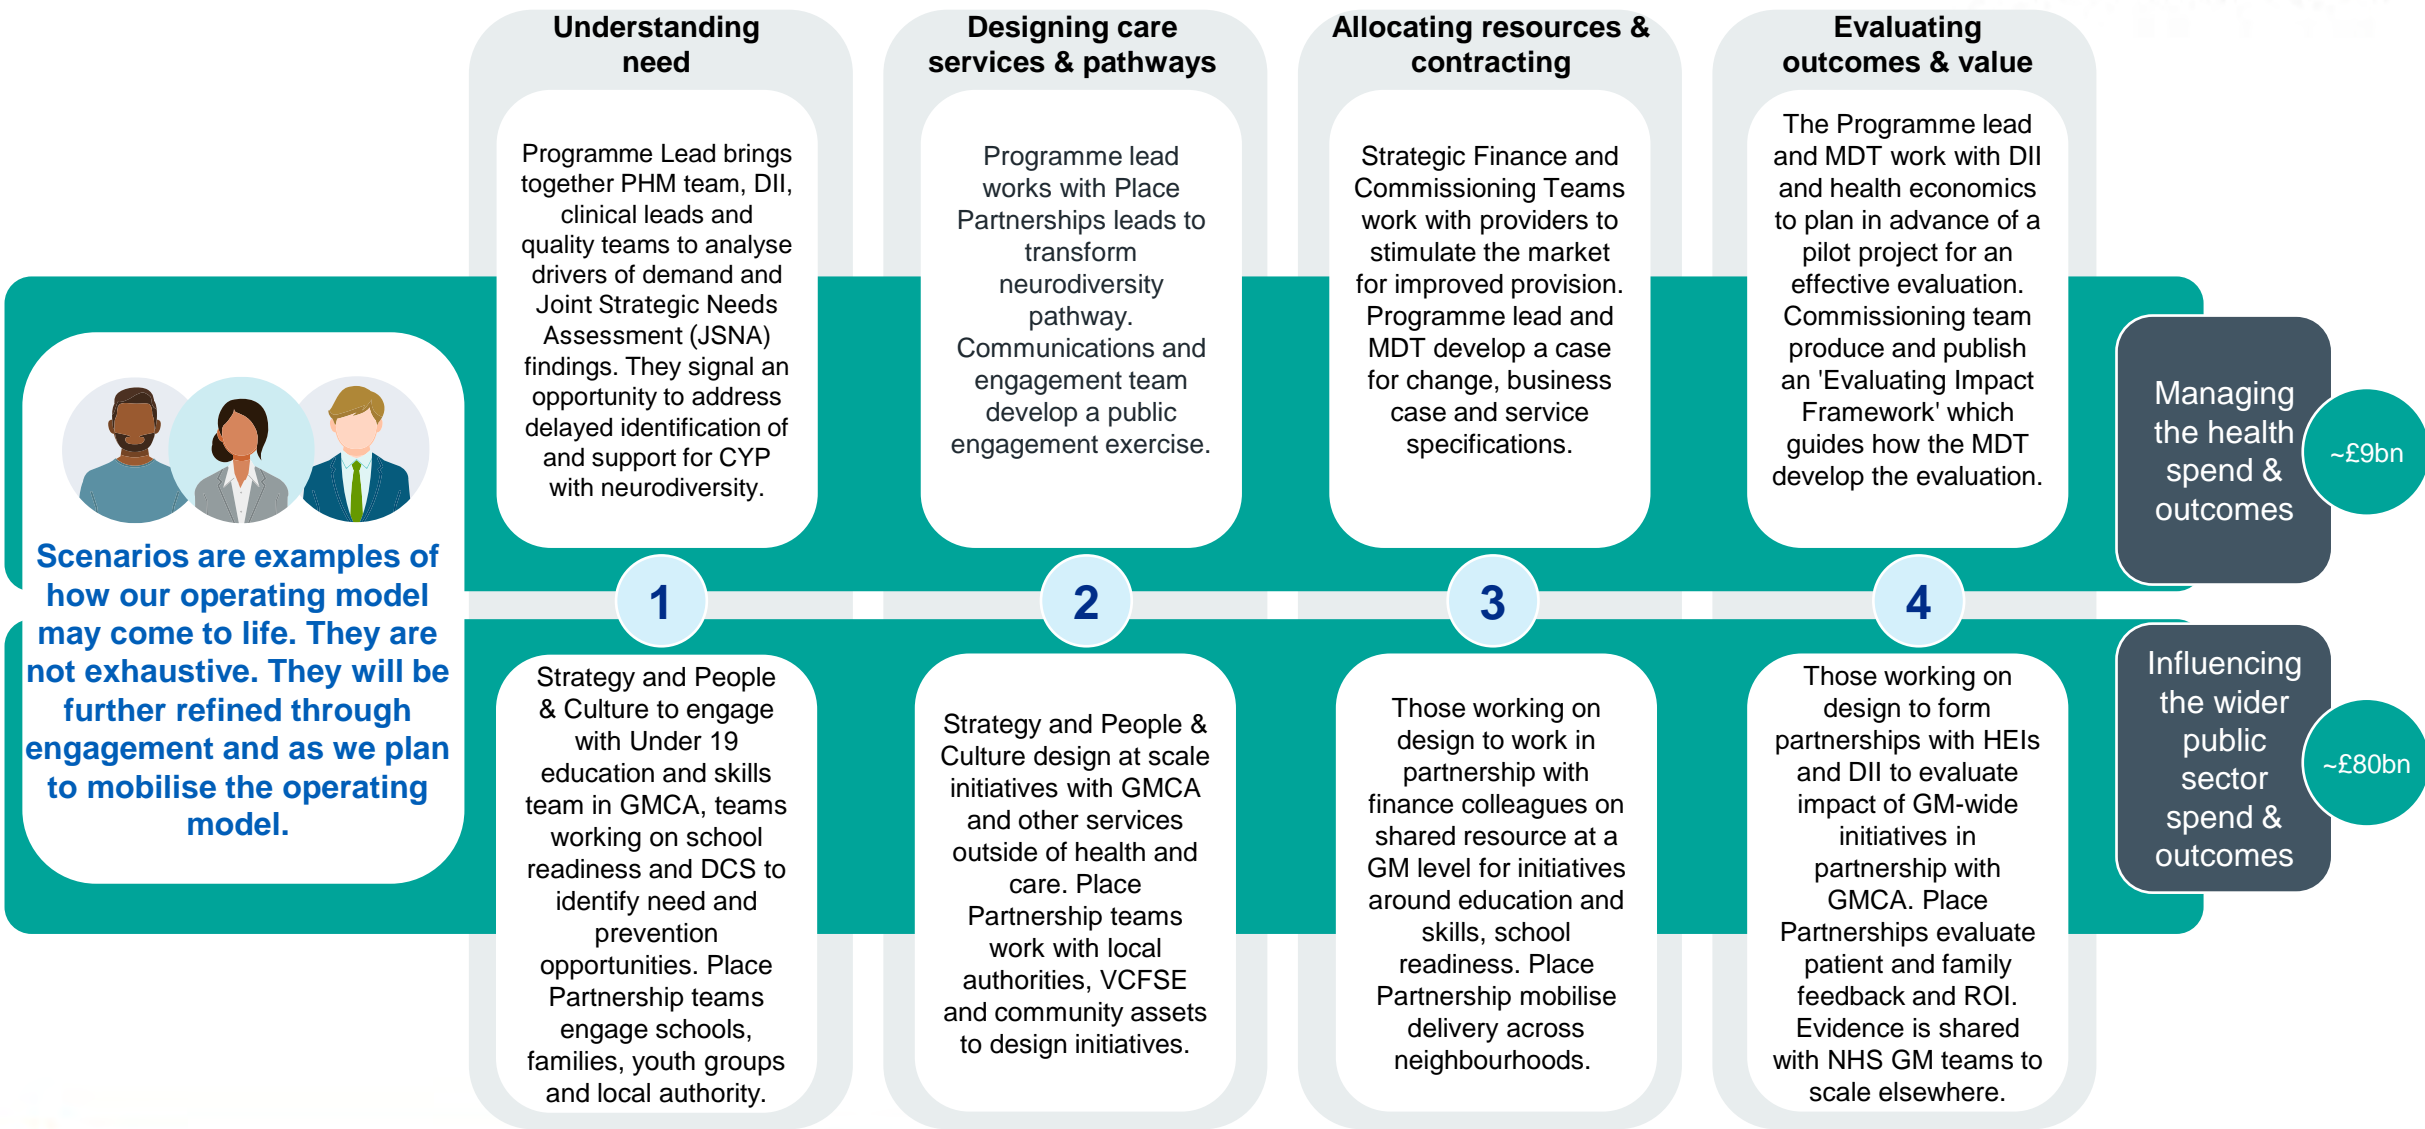 Understanding
need
Designing care
services & pathways
Allocating resources &
contracting
Evaluating
outcomes & value
Programme Lead brings
together PHM team, DII,
clinical leads and
quality teams to analyse
drivers of demand and
Joint Strategic Needs
Assessment (JSNA)
findings. They signal an
opportunity to address
delayed identification of
and support for CYP
with neurodiversity.
Programme lead
works with Place
Partnerships leads to
transform
neurodiversity
pathway.
Communications and
engagement team
develop a public
engagement exercise.
Strategic Finance and
Commissioning Teams
work with providers to
stimulate the market
for improved provision.
Programme lead and
MDT develop a case
for change, business
case and service
specifications.
The Programme lead
and MDT work with DII
and health economics
to plan in advance of a
pilot project for an
effective evaluation.
Commissioning team
produce and publish
an 'Evaluating Impact
Framework' which
guides how the MDT
develop the evaluation.
Managing
the health
spend &
outcomes
~£9bn
Scenarios are examples of
how our operating model
may come to life. They are
not exhaustive. They will be
further refined through
engagement and as we plan
to mobilise the operating
model.
1
2
3
4
Strategy and People
& Culture to engage
with Under 19
education and skills
team in GMCA, teams
working on school
readiness and DCS to
identify need and
prevention
opportunities. Place
Partnership teams
engage schools,
families, youth groups
and local authority.
Strategy and People &
Culture design at scale
initiatives with GMCA
and other services
outside of health and
care. Place
Partnership teams
work with local
authorities, VCFSE
and community assets
to design initiatives.
Those working on
design to work in
partnership with
finance colleagues on
shared resource at a
GM level for initiatives
around education and
skills, school
readiness. Place
Partnership mobilise
delivery across
neighbourhoods.
Those working on
design to form
partnerships with HEIs
and DII to evaluate
impact of GM-wide
initiatives in
partnership with
GMCA. Place
Partnerships evaluate
patient and family
feedback and ROI.
Evidence is shared
with NHS GM teams to
scale elsewhere.
Influencing
the wider
public
sector
spend &
outcomes
~£80bn